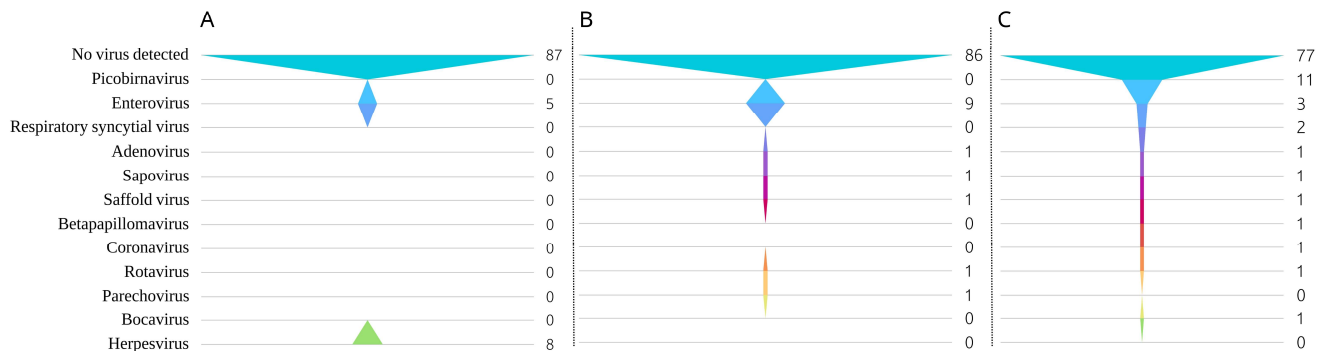 A B C
No virus detected 87 86 77
Picobirnavirus 0 0 11
Enterovirus 5 9 3
Respiratory syncytial virus 0 0 2
Adenovirus 0 1 1
Sapovirus 0 1 1
Saffold virus 0 1 1
Betapapillomavirus 0 0 1
Coronavirus 0 0 1
Rotavirus 0 1 1
Parechovirus 0 1 0
Bocavirus 0 0 1
Herpesvirus 8 0 0